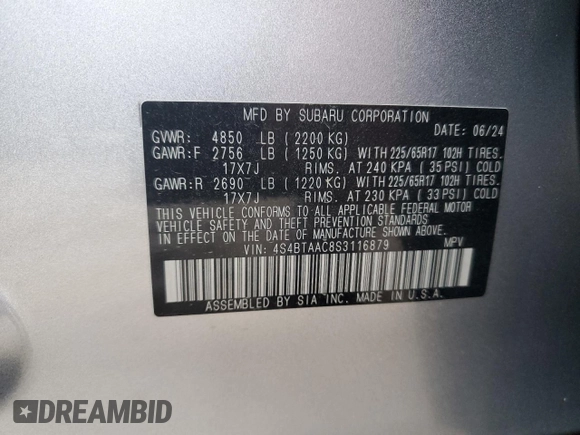 MFD BY SUBARU CORPORATION
DATE: 06/24
GVWR: 4850 LB (2200 KG)
GAWR:F 2756 LB (1250 KG) WITH 225/65R17 102H TIRES.
17X7J RIMS. AT 240 KPA (35 PSI) COLD
GAWR:R 2690 LB (1220 KG) WITH 225/65R17 102H TIRES.
17X7J RIMS. AT 230 KPA (33 PSI) COLD
THIS VEHICLE CONFORMS TO ALL APPLICABLE FEDERAL MOTOR
VEHICLE SAFETY AND THEFT PREVENTION STANDARDS
IN EFFECT ON THE DATE OF MANUFACTURE SHOWN ABOVE.
VIN: 4S4BTAAC8S3116879 MPV
ASSEMBLED BY SIA INC. MADE IN U.S.A.
DREAMBID